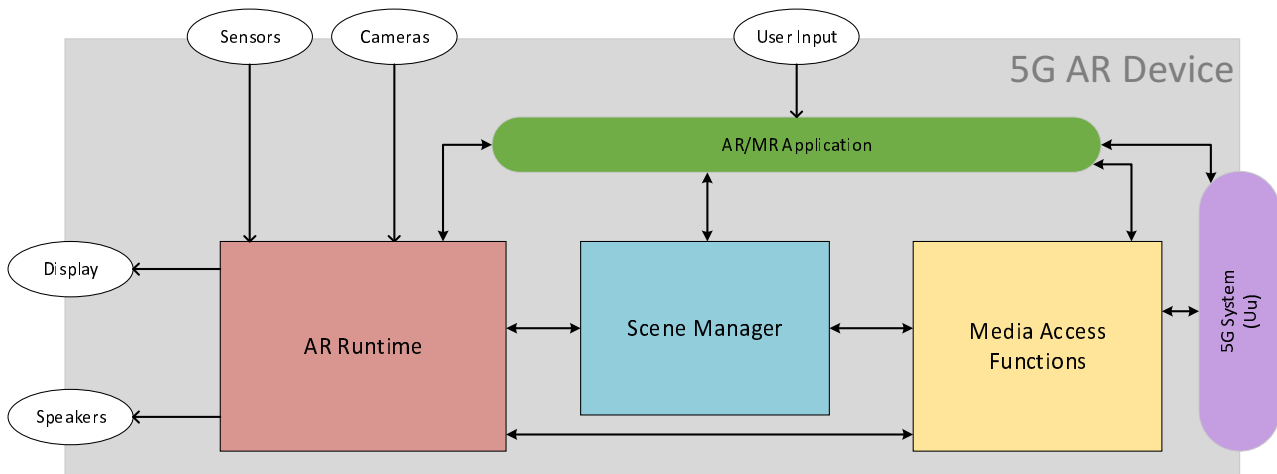 Sensors
Cameras
User Input
5G AR Device
AR/MR Application
Display
AR Runtime
Scene Manager
Media Access
Functions
5G System
(Uu)
Speakers